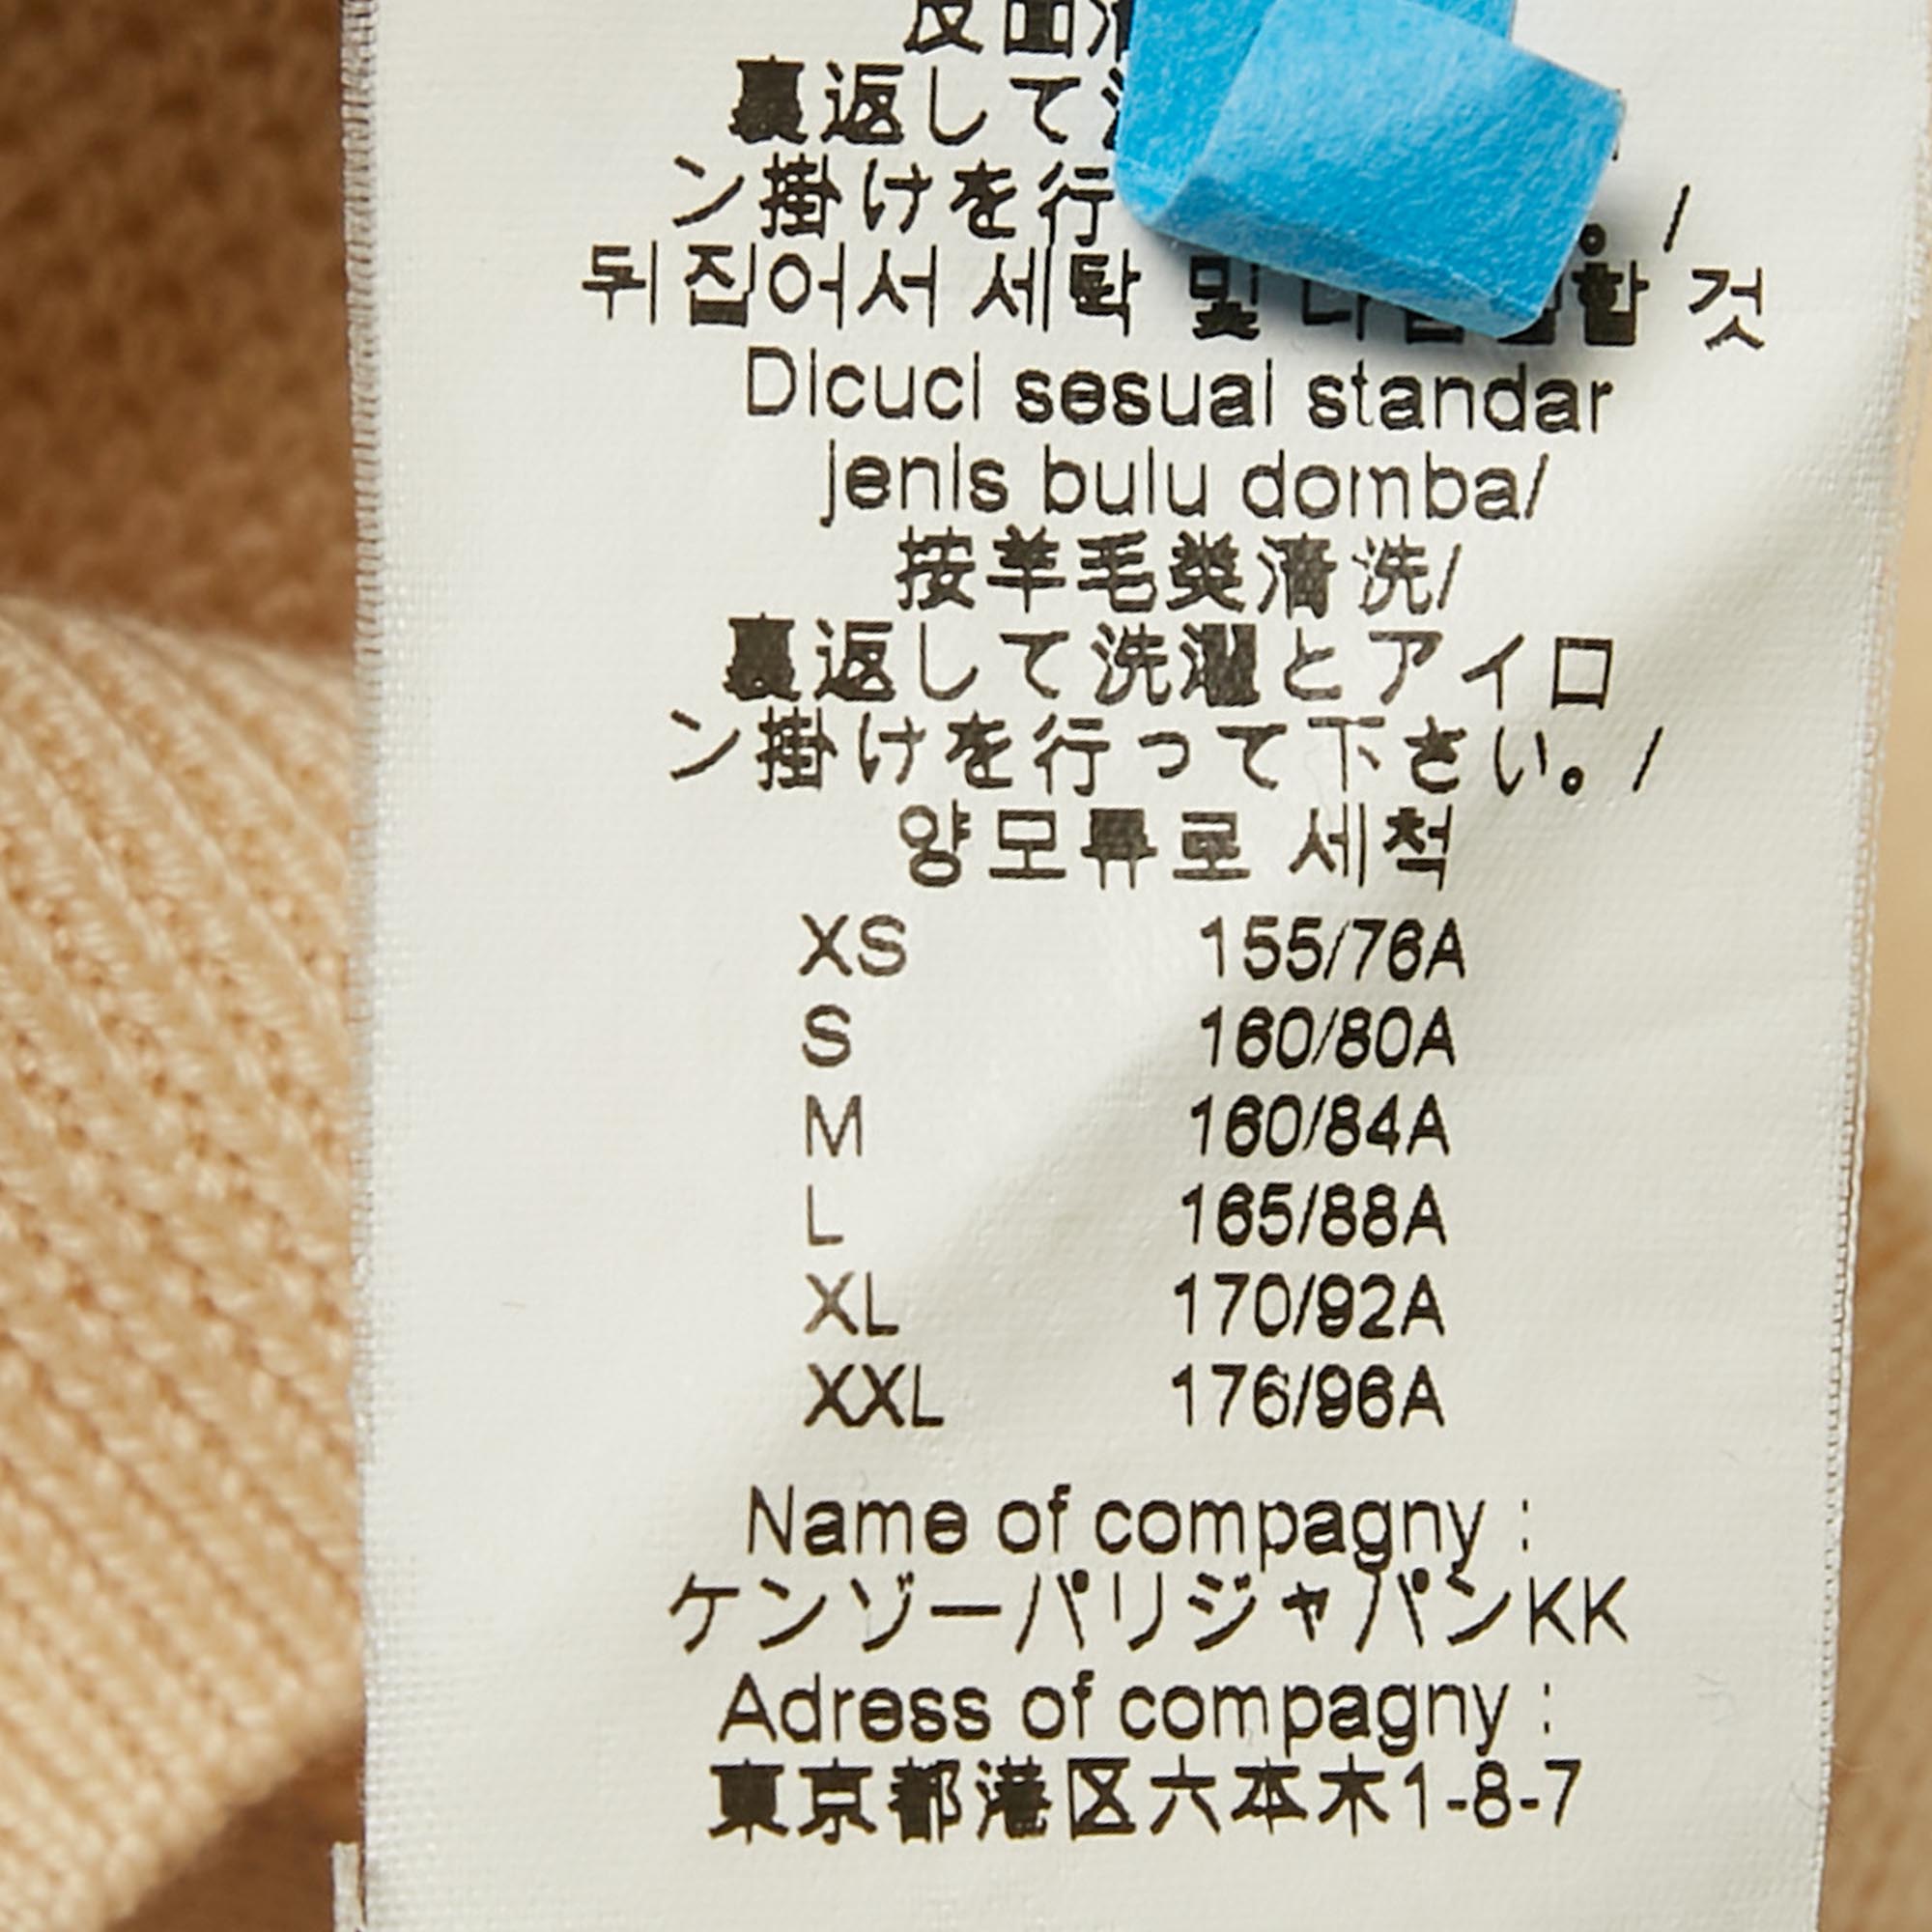 反面
裏返して
ン掛けを行 。/
뒤집어서 세탁 및 것
Dicuci sesuai standar
jenis bulu domba/
按羊毛类清洗/
裏返して洗濯とアイロ
ン掛けを行って下さい。/
양모류로 세척
XS 155/76A
S 160/80A
M 160/84A
L 165/88A
XL 170/92A
XXL 176/96A
Name of compagny :
ケンゾーパリジャパンKK
Adress of compagny :
東京都港区六本木1-8-7